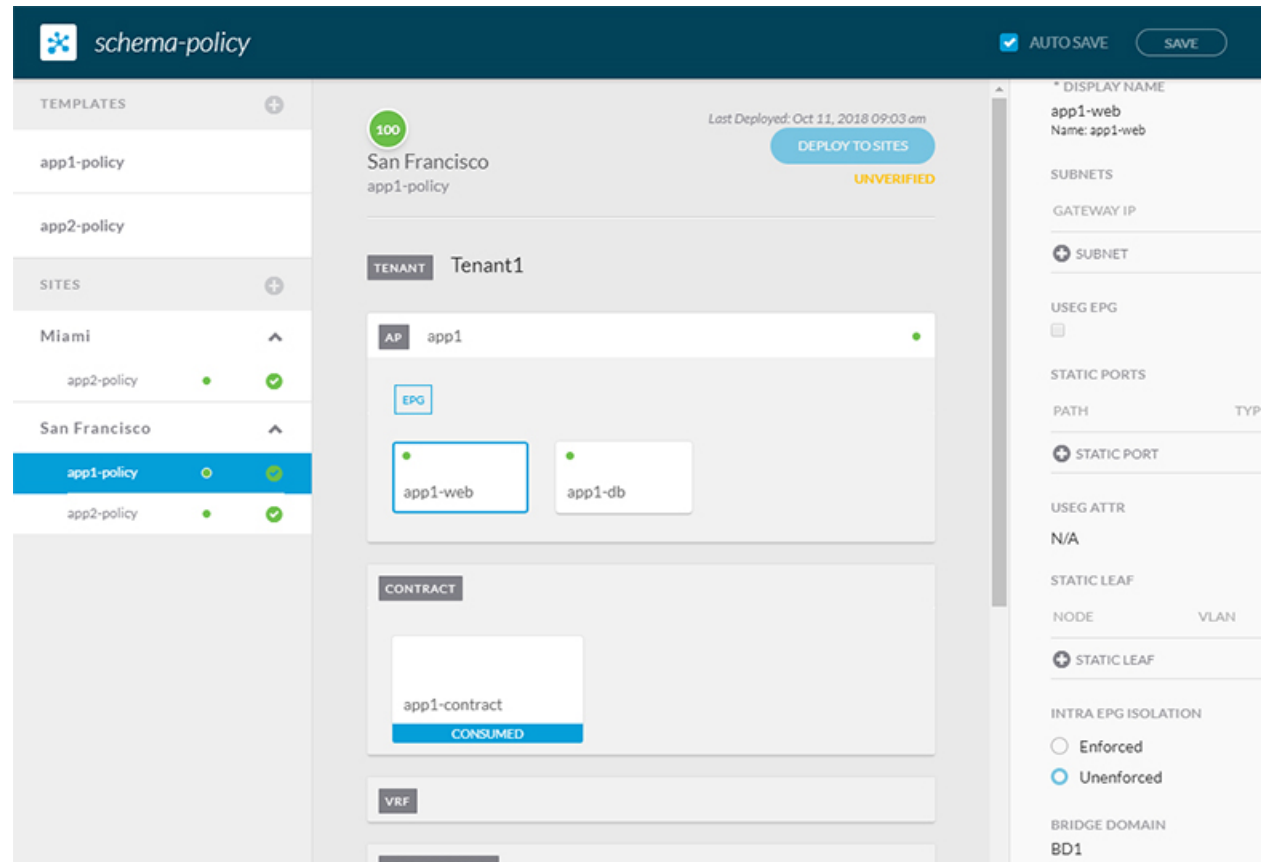 schema-policy
AUTO SAVE
SAVE
TEMPLATES
app1-policy
app2-policy
SITES
Miami
app2-policy
San Francisco
app1-policy
app2-policy
100
San Francisco
app1-policy
Last Deployed: Oct 11, 2018 09:03 am
DEPLOY TO SITES
UNVERIFIED
TENANT Tenant1
AP app1
EPG
app1-web
app1-db
CONTRACT
app1-contract
CONSUMED
VRF
* DISPLAY NAME
app1-web
Name: app1-web
SUBNETS
GATEWAY IP
SUBNET
USEG EPG
STATIC PORTS
PATH TYP
STATIC PORT
USEG ATTR
N/A
STATIC LEAF
NODE VLAN
STATIC LEAF
INTRA EPG ISOLATION
Enforced
Unenforced
BRIDGE DOMAIN
BD1